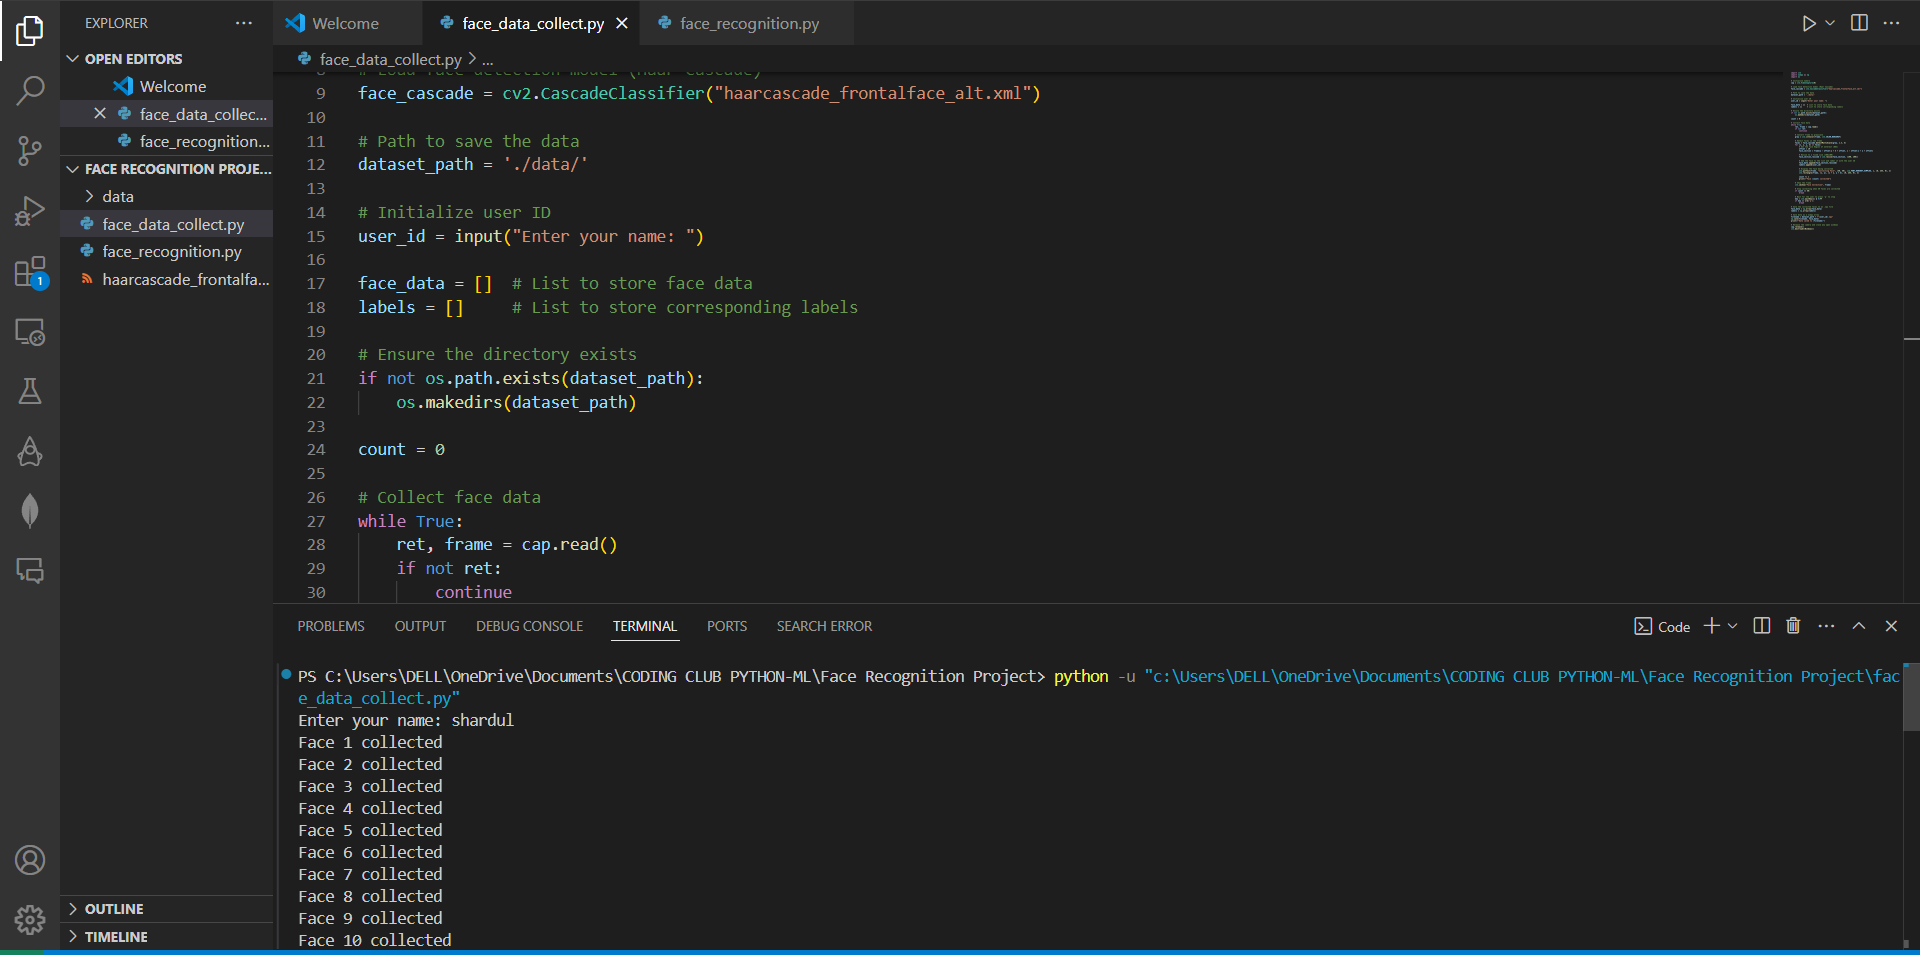 EXPLORER
OPEN EDITORS
Welcome
face_data_collec...
face_recognition...
FACE RECOGNITION PROJE...
data
face_data_collect.py
face_recognition.py
haarcascade_frontalfa...
OUTLINE
TIMELINE
1
Welcome
face_data_collect.py
face_recognition.py
face_data_collect.py > ...
9 face_cascade = cv2.CascadeClassifier("haarcascade_frontalface_alt.xml")
10
11 # Path to save the data
12 dataset_path = './data/'
13
14 # Initialize user ID
15 user_id = input("Enter your name: ")
16
17 face_data = []  # List to store face data
18 labels = []     # List to store corresponding labels
19
20 # Ensure the directory exists
21 if not os.path.exists(dataset_path):
22     os.makedirs(dataset_path)
23
24 count = 0
25
26 # Collect face data
27 while True:
28     ret, frame = cap.read()
29     if not ret:
30         continue
PROBLEMS OUTPUT DEBUG CONSOLE TERMINAL PORTS SEARCH ERROR
Code
PS C:\Users\DELL\OneDrive\Documents\CODING CLUB PYTHON-ML\Face Recognition Project> python -u "c:\Users\DELL\OneDrive\Documents\CODING CLUB PYTHON-ML\Face Recognition Project\fac
e_data_collect.py"
Enter your name: shardul
Face 1 collected
Face 2 collected
Face 3 collected
Face 4 collected
Face 5 collected
Face 6 collected
Face 7 collected
Face 8 collected
Face 9 collected
Face 10 collected